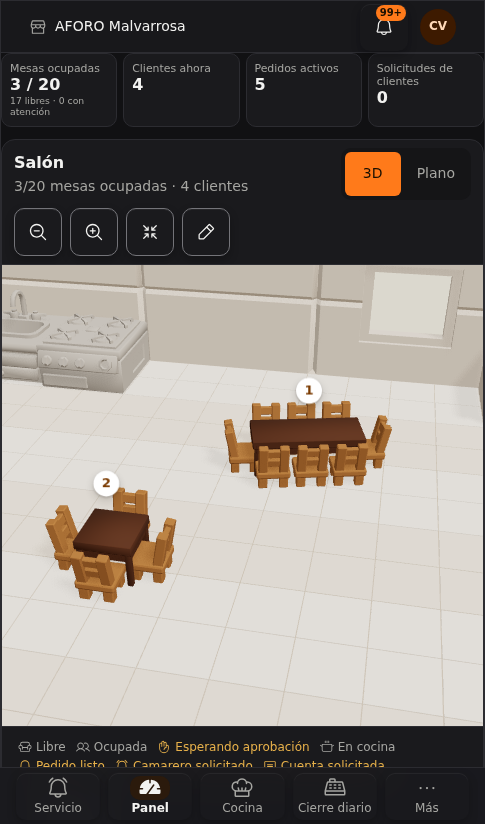 AFORO Malvarrosa
99+
CV
Mesas ocupadas
3 / 20
17 libres · 0 con
atención
Clientes ahora
4
Pedidos activos
5
Solicitudes de
clientes
0
Salón
3/20 mesas ocupadas · 4 clientes
3D
Plano
1
2
Libre
Ocupada
Esperando aprobación
En cocina
Pedido listo
Camarero solicitado
Cuenta solicitada
Servicio
Panel
Cocina
Cierre diario
Más